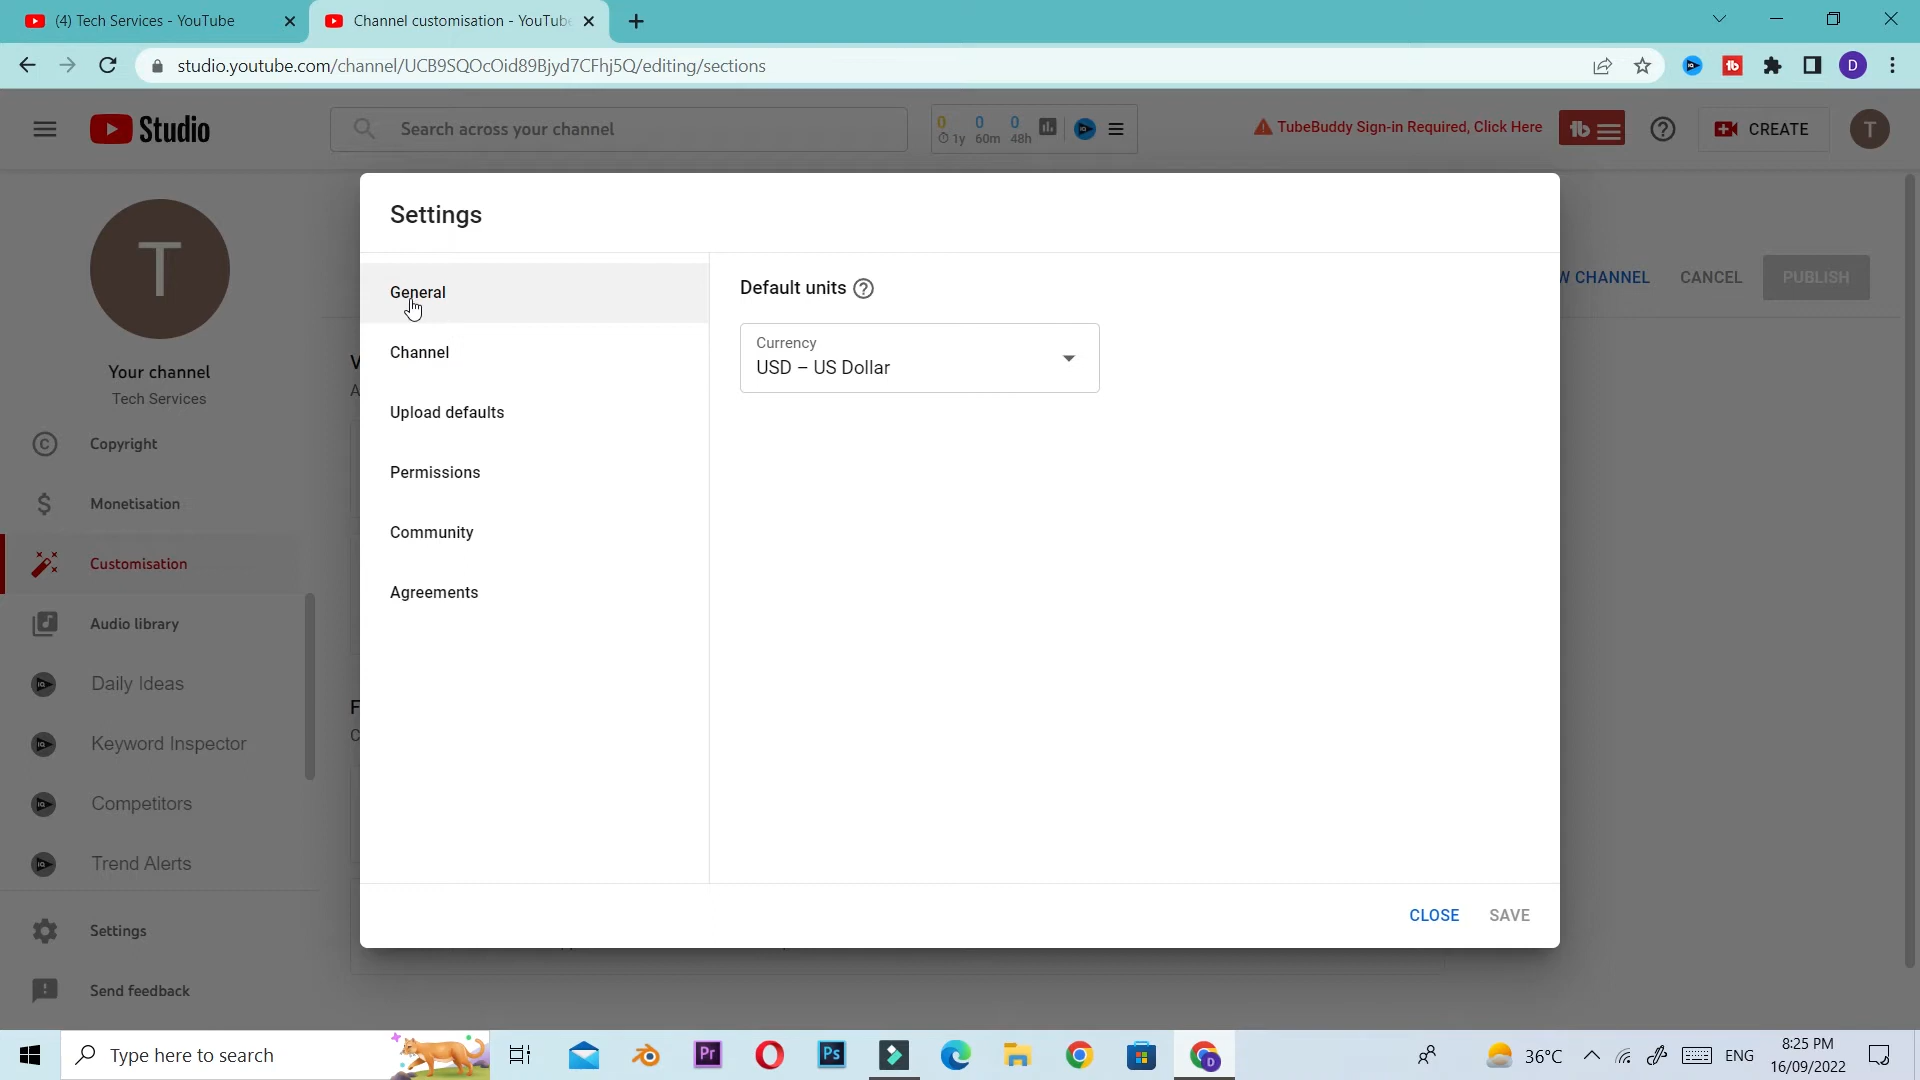 (4) Tech Services - YouTube
Channel customisation - YouTub
studio.youtube.com/channel/UCB9SQOcOid89Bjyd7CFhj5Q/editing/sections
D
Studio
Search across your channel
0 0 0
1y 60m 48h
TubeBuddy Sign-in Required, Click Here
CREATE
T
T
Your channel
Tech Services
Copyright
Monetisation
Customisation
Audio library
Daily Ideas
Keyword Inspector
Competitors
Trend Alerts
Settings
Send feedback
Settings
General
Channel
Upload defaults
Permissions
Community
Agreements
Default units
Currency
USD – US Dollar
CLOSE SAVE
W CHANNEL CANCEL PUBLISH
Type here to search
Pr
Ps
36°C
ENG
8:25 PM
16/09/2022